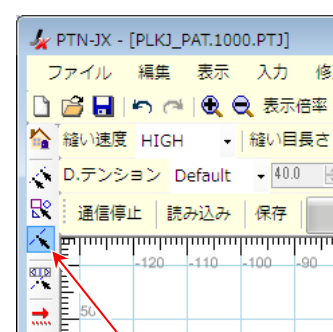 PTN-JX - [PLKJ_PAT.1000.PTJ]
ファイル 編集 表示 入力 修
表示倍率
縫い速度 HIGH 縫い目長さ
D.テンション Default 40.0
通信停止 読み込み 保存
-120 -110 -100 -90
50